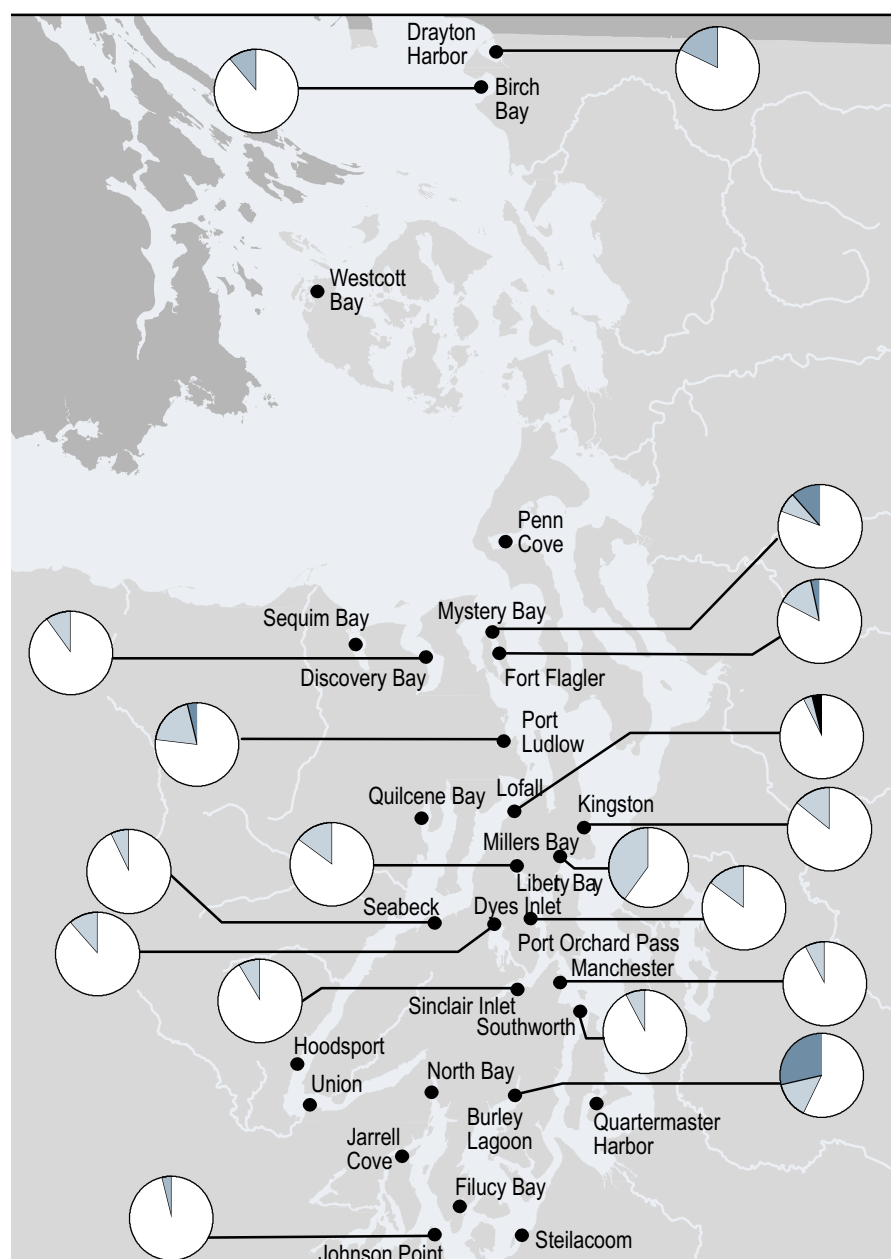 Drayton
Harbor
Birch
Bay
Westcott
Bay
Penn
Cove
Sequim Bay
Mystery Bay
Discovery Bay
Fort Flagler
Port
Ludlow
Lofall
Quilcene Bay
Kingston
Millers Bay
Liberty Bay
Seabeck
Dyes Inlet
Port Orchard Pass
Manchester
Sinclair Inlet
Southworth
Hoodsport
North Bay
Union
Burley
Lagoon
Quartermaster
Harbor
Jarrell
Cove
Filucy Bay
Steilacoom
Johnson Point